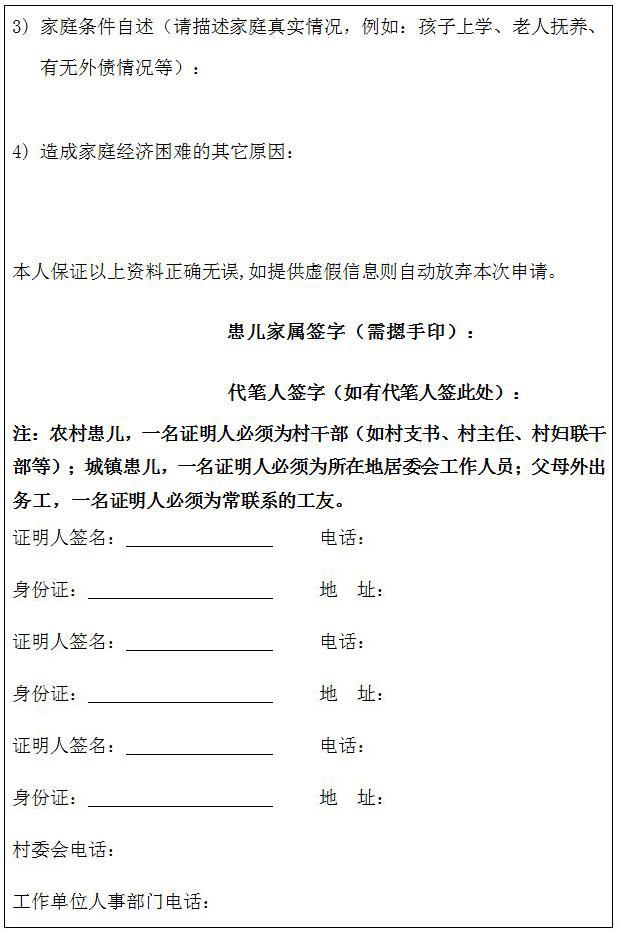 3）家庭条件自述（请描述家庭真实情况，例如：孩子上学、老人抚养、
有无外债情况等）：
4）造成家庭经济困难的其它原因：
本人保证以上资料正确无误,如提供虚假信息则自动放弃本次申请。
患儿家属签字（需摁手印）：
代笔人签字（如有代笔人签此处）：
注：农村患儿，一名证明人必须为村干部（如村支书、村主任、村妇联干
部等）；城镇患儿，一名证明人必须为所在地居委会工作人员；父母外出
务工，一名证明人必须为常联系的工友。
证明人签名：________________ 电话：
身份证：____________________ 地 址：
证明人签名：________________ 电话：
身份证：____________________ 地 址：
证明人签名：________________ 电话：
身份证：____________________ 地 址：
村委会电话：
工作单位人事部门电话：